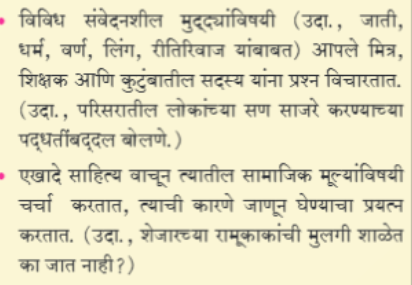 • विविध संवेदनशील मुद्द्यांविषयी (उदा., जाती,
धर्म, वर्ण, लिंग, रीतिरिवाज यांबाबत) आपले मित्र,
शिक्षक आणि कुटुंबातील सदस्य यांना प्रश्न विचारतात.
(उदा., परिसरातील लोकांच्या सण साजरे करण्याच्या
पद्धतींबद्दल बोलणे.)
• एखादे साहित्य वाचून त्यातील सामाजिक मूल्यांविषयी
चर्चा करतात, त्याची कारणे जाणून घेण्याचा प्रयत्न
करतात. (उदा., शेजारच्या रामूकाकांची मुलगी शाळेत
का जात नाही?)